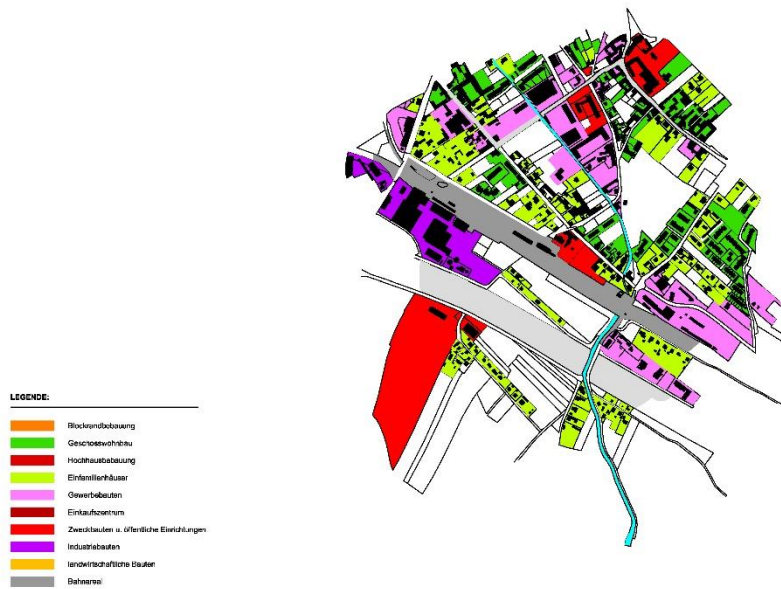 LEGENDE:
Blockrandbebauung
Geschosswohnbau
Hochhausbebauung
Einfamilienhäuser
Gewerbebauten
Einkaufszentrum
Zweckbauten u. öffentliche Einrichtungen
Industriebauten
landwirtschaftliche Bauten
Bahnareal